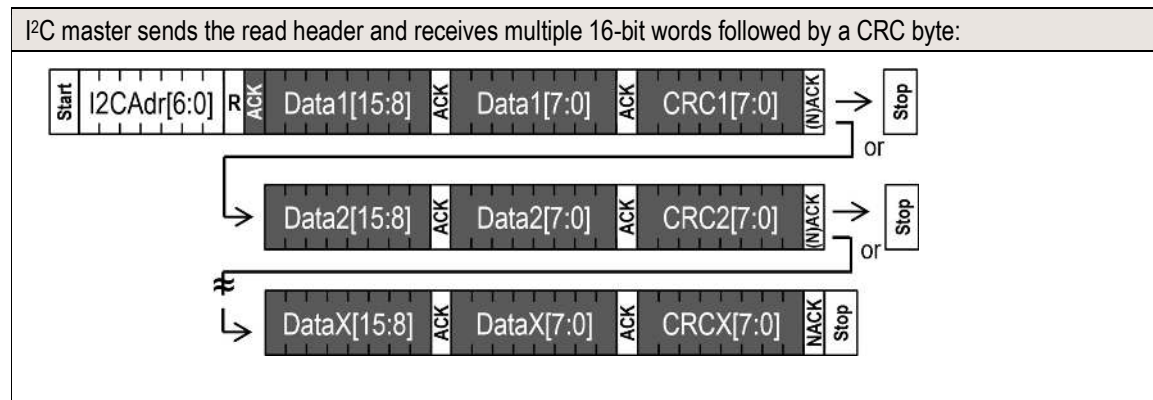 I²C master sends the read header and receives multiple 16-bit words followed by a CRC byte:
Start I2CAdr[6:0] R ACK Data1[15:8] ACK Data1[7:0] ACK CRC1[7:0] (N)ACK Stop
or
Data2[15:8] ACK Data2[7:0] ACK CRC2[7:0] (N)ACK Stop
or
DataX[15:8] ACK DataX[7:0] ACK CRCX[7:0] NACK Stop